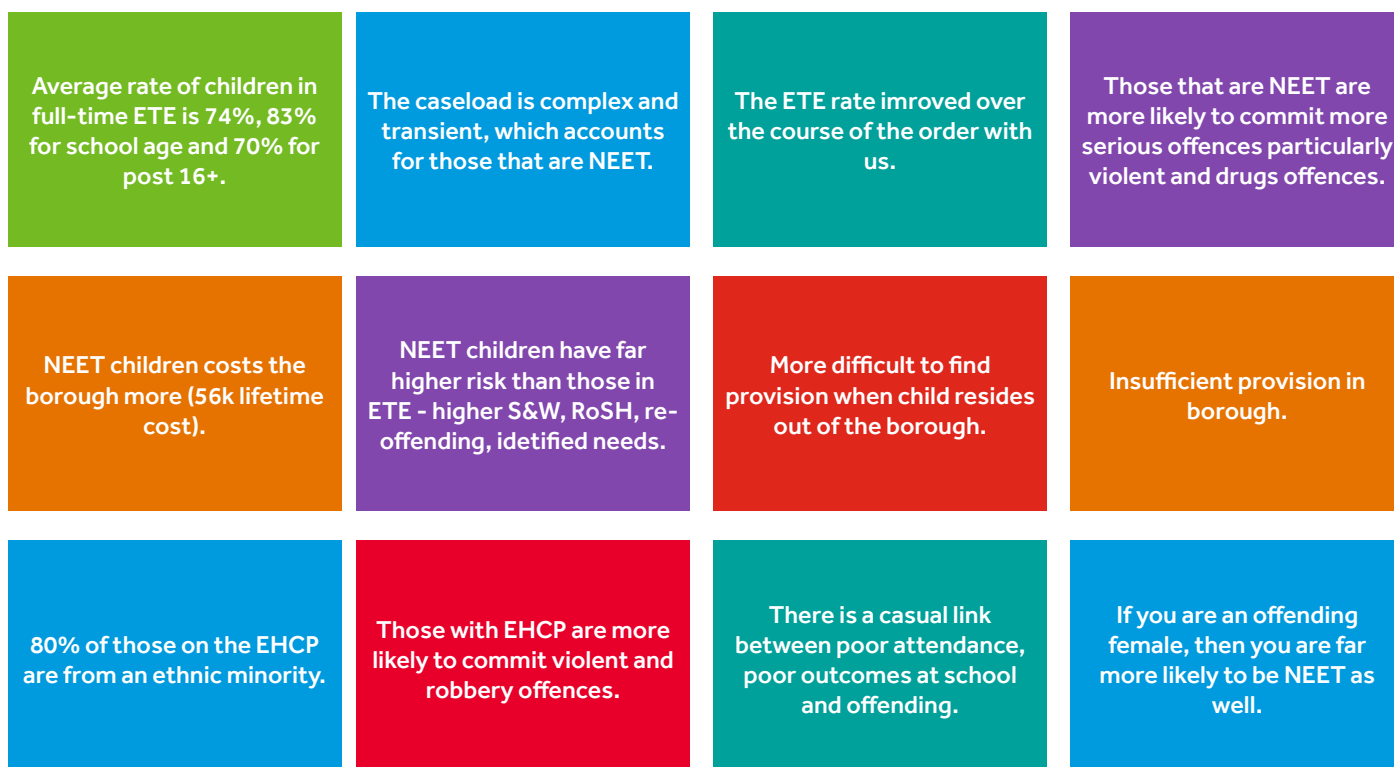 Average rate of children in
full-time ETE is 74%, 83%
for school age and 70% for
post 16+.
The caseload is complex and
transient, which accounts
for those that are NEET.
The ETE rate imroved over
the course of the order with
us.
Those that are NEET are
more likely to commit more
serious offences particularly
violent and drugs offences.
NEET children costs the
borough more (56k lifetime
cost).
NEET children have far
higher risk than those in
ETE - higher S&W, RoSH, re-
offending, idetified needs.
More difficult to find
provision when child resides
out of the borough.
Insufficient provision in
borough.
80% of those on the EHCP
are from an ethnic minority.
Those with EHCP are more
likely to commit violent and
robbery offences.
There is a casual link
between poor attendance,
poor outcomes at school
and offending.
If you are an offending
female, then you are far
more likely to be NEET as
well.